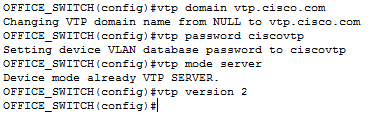 OFFICE_SWITCH(config)#vtp domain vtp.cisco.com
Changing VTP domain name from NULL to vtp.cisco.com
OFFICE_SWITCH(config)#vtp password ciscovtp
Setting device VLAN database password to ciscovtp
OFFICE_SWITCH(config)#vtp mode server
Device mode already VTP SERVER.
OFFICE_SWITCH(config)#vtp version 2
OFFICE_SWITCH(config)#